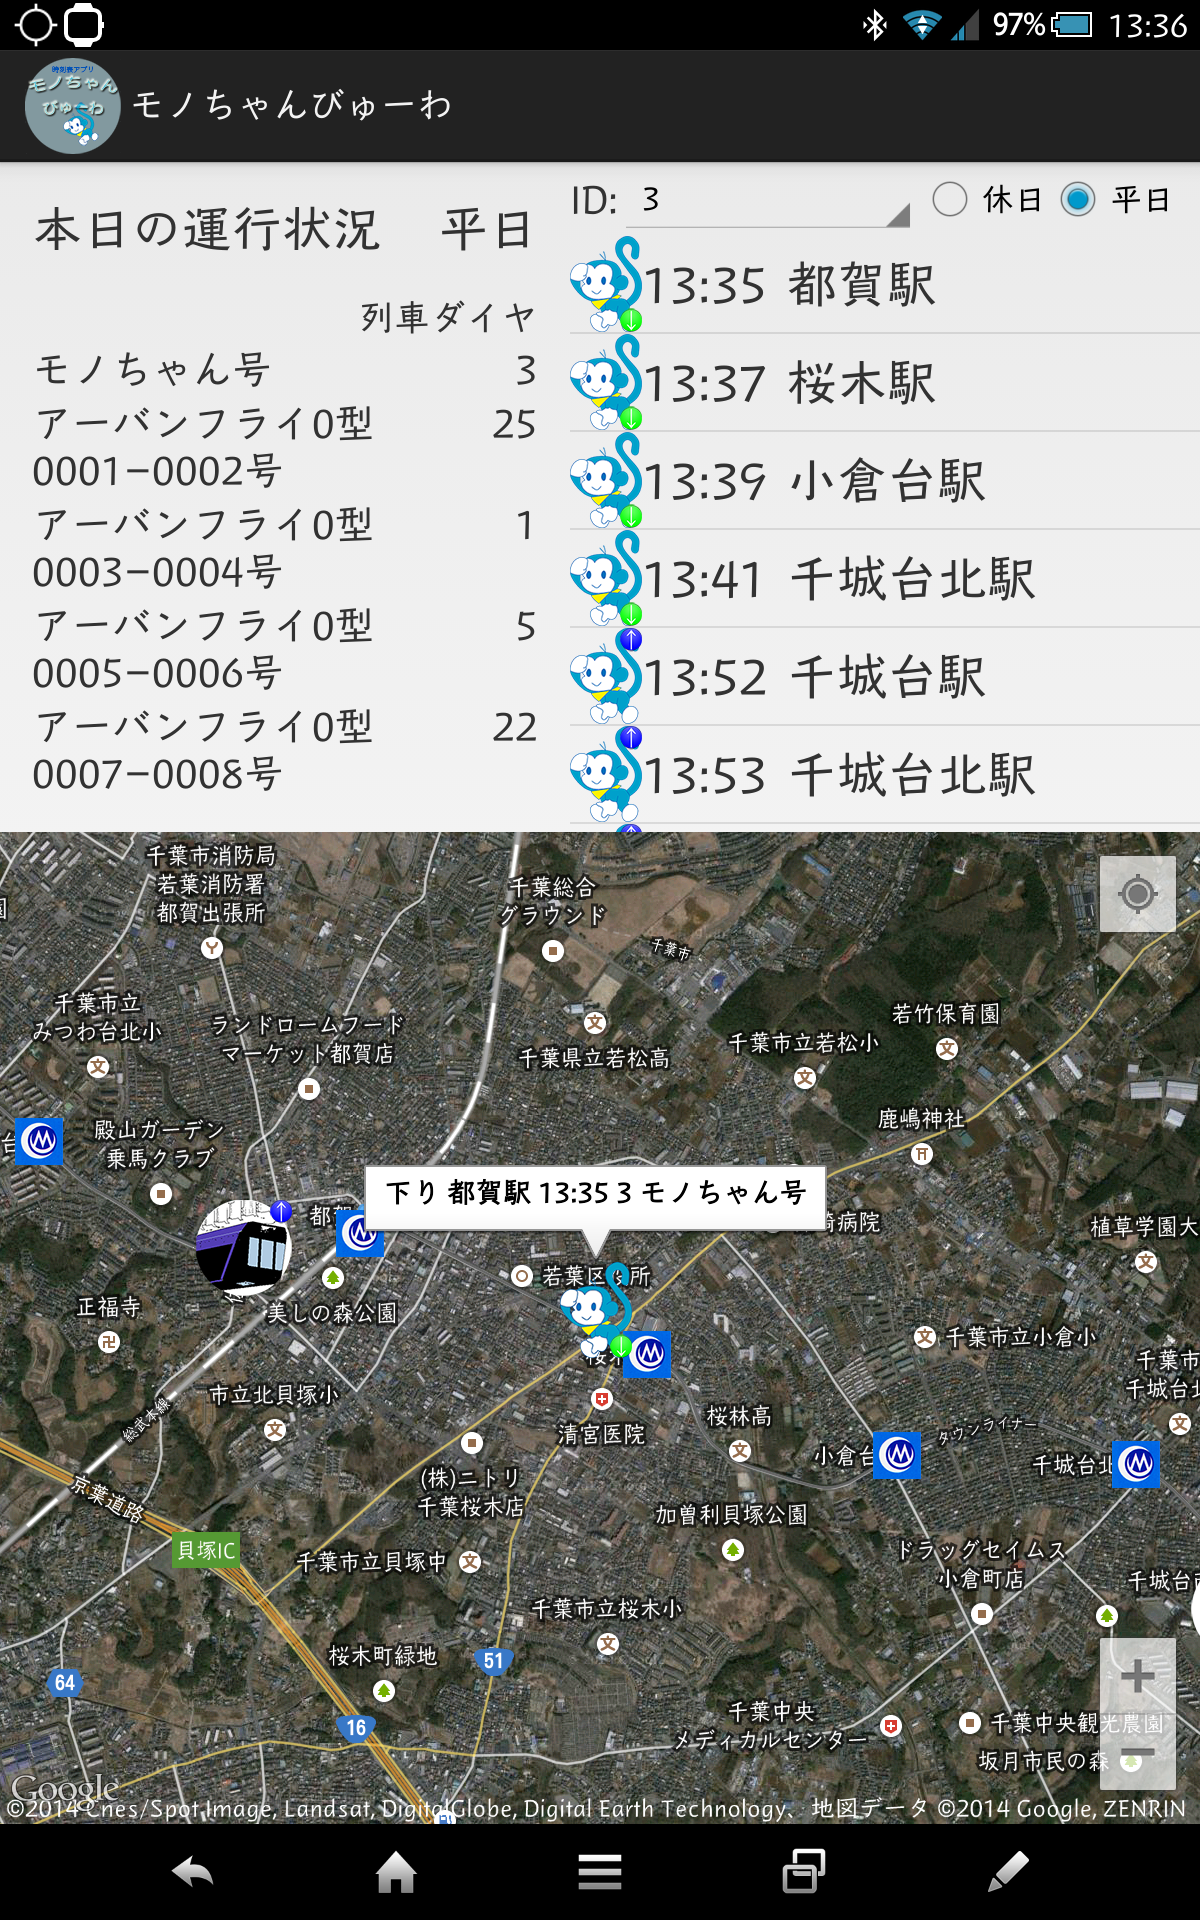 97% 13:36
時刻表アプリ
モノちゃん
びゅーわ
モノちゃんびゅーわ
本日の運行状況 平日
列車ダイヤ
モノちゃん号 3
アーバンフライ0型 25
0001-0002号
アーバンフライ0型 1
0003-0004号
アーバンフライ0型 5
0005-0006号
アーバンフライ0型 22
0007-0008号
ID: 3 休日 平日
13:35 都賀駅
13:37 桜木駅
13:39 小倉台駅
13:41 千城台北駅
13:52 千城台駅
13:53 千城台北駅
千葉市消防局
若葉消防署
都賀出張所
千葉総合
グラウンド
千葉市
園
千葉市立
みつわ台北小
ランドロームフード
マーケット都賀店
千葉県立若松高
千葉市立若松小
若竹保育園
鹿嶋神社
殿山ガーデン
乗馬クラブ
台
下り 都賀駅 13:35 3 モノちゃん号
都賀
病院
植草学園大
若葉区役所
正福寺
美しの森公園
千葉市立小倉小
千葉市
千城台北
市立北貝塚小
総武本線
清宮医院
桜林高
小倉台
タウンライナー
千城台北
(株)ニトリ
千葉桜木店
京葉道路
貝塚IC
加曽利貝塚公園
千葉市立貝塚中
ドラッグセイムス
小倉町店
千城台
千葉市立桜木小
桜木町緑地
51
64
16
千葉中央
メディカルセンター
千葉中央観光農園
坂月市民の森
Google
©2014 Cnes/Spot Image, Landsat, DigitalGlobe, Digital Earth Technology、地図データ ©2014 Google, ZENRIN